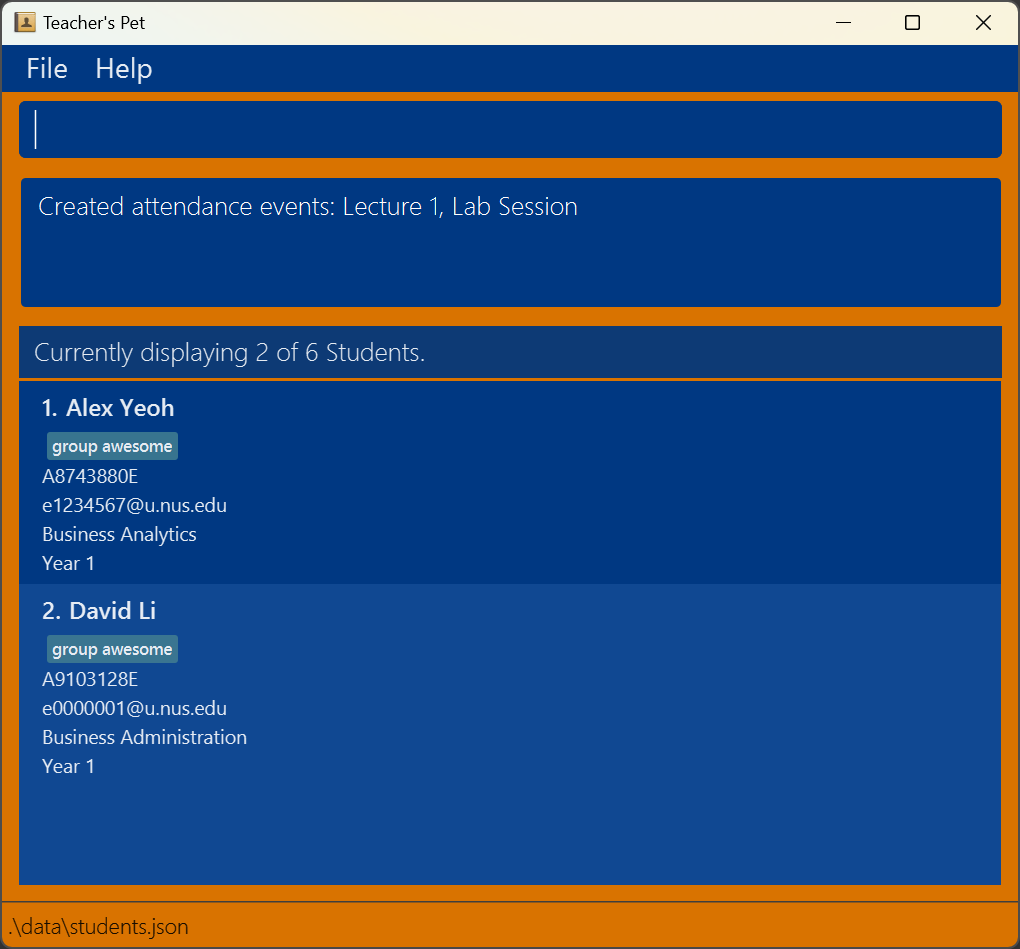 Teacher's Pet
File Help
Created attendance events: Lecture 1, Lab Session
Currently displaying 2 of 6 Students.
1. Alex Yeoh
group awesome
A8743880E
e1234567@u.nus.edu
Business Analytics
Year 1
2. David Li
group awesome
A9103128E
e0000001@u.nus.edu
Business Administration
Year 1
.\data\students.json